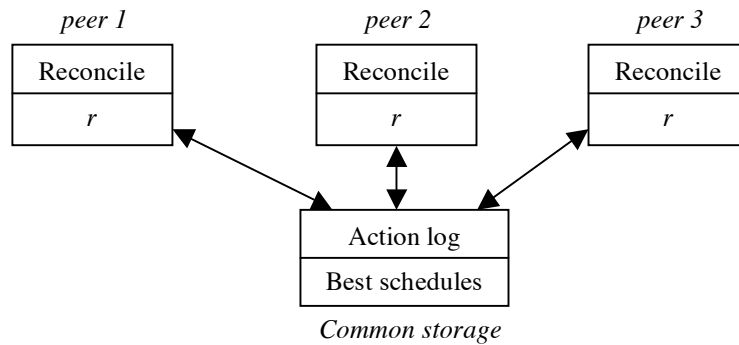 peer 1
peer 2
peer 3
Reconcile
Reconcile
Reconcile
r
r
r
Action log
Best schedules
Common storage